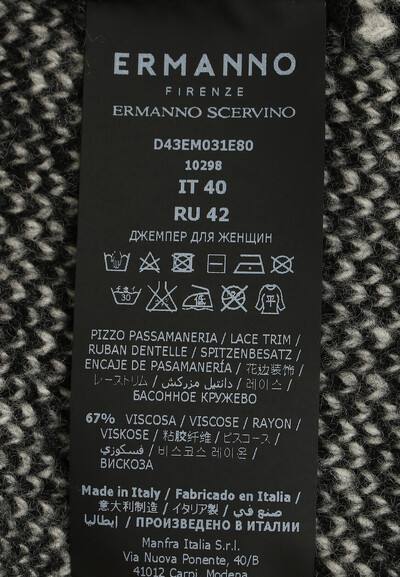 ERMANNO
FIRENZE
ERMANNO SCERVINO
D43EM031E80
10298
IT 40
RU 42
ДЖЕМПЕР ДЛЯ ЖЕНЩИН
30
PIZZO PASSAMANERIA / LACE TRIM /
RUBAN DENTELLE / SPITZENBESATZ /
ENCAJE DE PASAMANERÍA / 花边装饰 /
レーストリム / دانتيل مزركش / 레이스 /
БАСОННОЕ КРУЖЕВО
67% VISCOSA / VISCOSE / RAYON /
VISKOSE / 粘胶纤维 / ビスコース /
فسكوزي / 비스코스 레이온 /
ВИСКОЗА
Made in Italy / Fabricado en Italia /
意大利制造 / イタリア製 / صنع في
إيطاليا / ПРОИЗВЕДЕНО В ИТАЛИИ
Manfra Italia S.r.l.
Via Nuova Ponente, 40/B
41012 Carpi, Modena